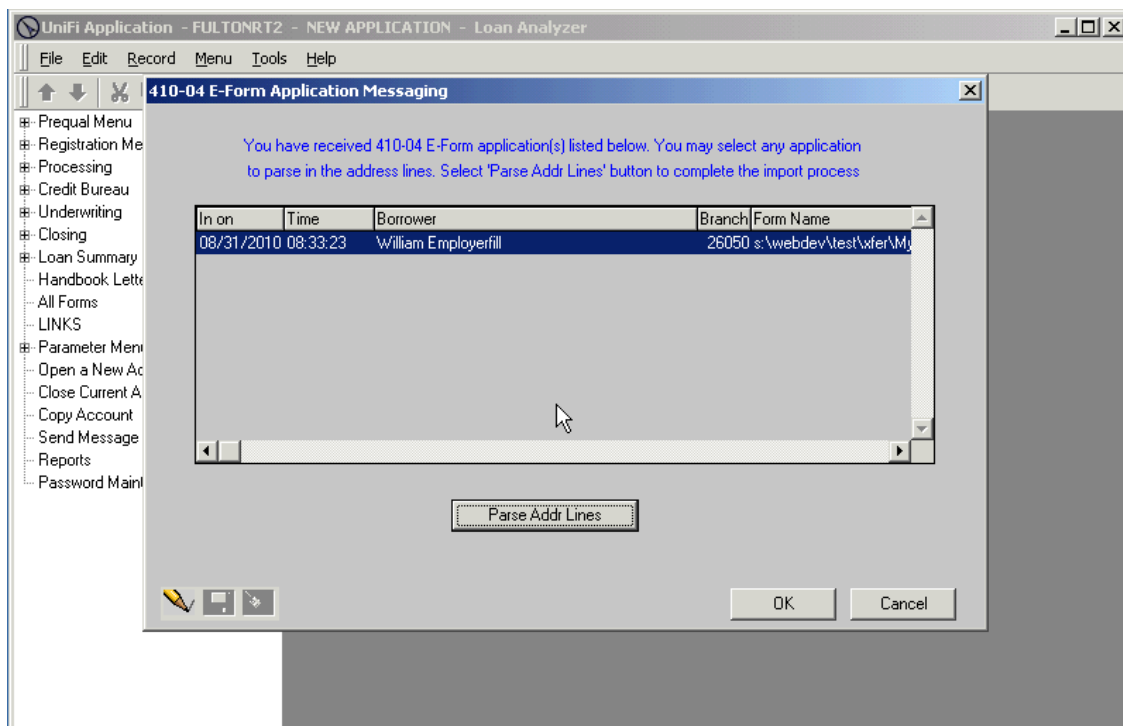 UniFi Application - FULTONRT2 - NEW APPLICATION - Loan Analyzer
File Edit Record Menu Tools Help
410-04 E-Form Application Messaging
Prequal Menu
Registration Me
Processing
Credit Bureau
Underwriting
Closing
Loan Summary
Handbook Lette
All Forms
LINKS
Parameter Menu
Open a New Ac
Close Current A
Copy Account
Send Message
Reports
Password Maint
You have received 410-04 E-Form application(s) listed below. You may select any application
to parse in the address lines. Select 'Parse Addr Lines' button to complete the import process
In on Time Borrower Branch Form Name
08/31/2010 08:33:23 William Employerfill 26050 s:\webdev\test\xfer\My
Parse Addr Lines
OK Cancel